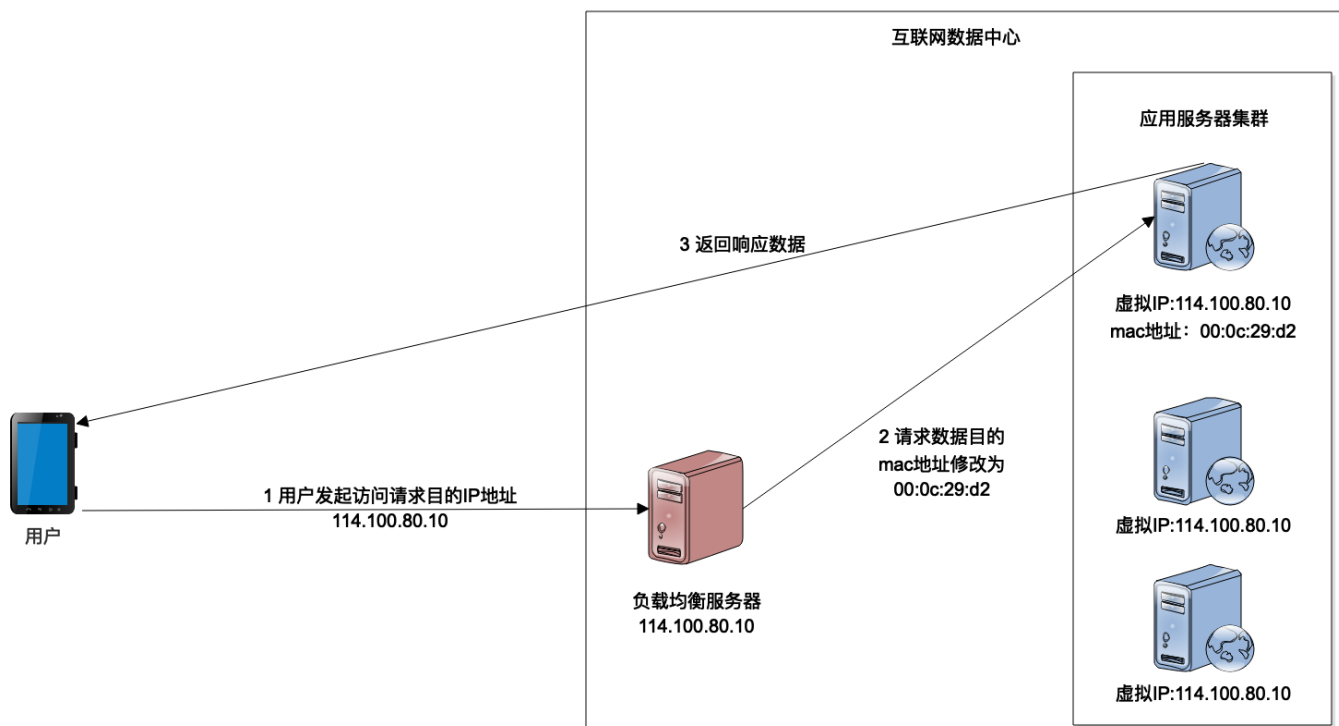 互联网数据中心
应用服务器集群
3 返回响应数据
虚拟IP:114.100.80.10
mac地址：00:0c:29:d2
2 请求数据目的
mac地址修改为
00:0c:29:d2
1 用户发起访问请求目的IP地址
114.100.80.10
用户
虚拟IP:114.100.80.10
负载均衡服务器
114.100.80.10
虚拟IP:114.100.80.10